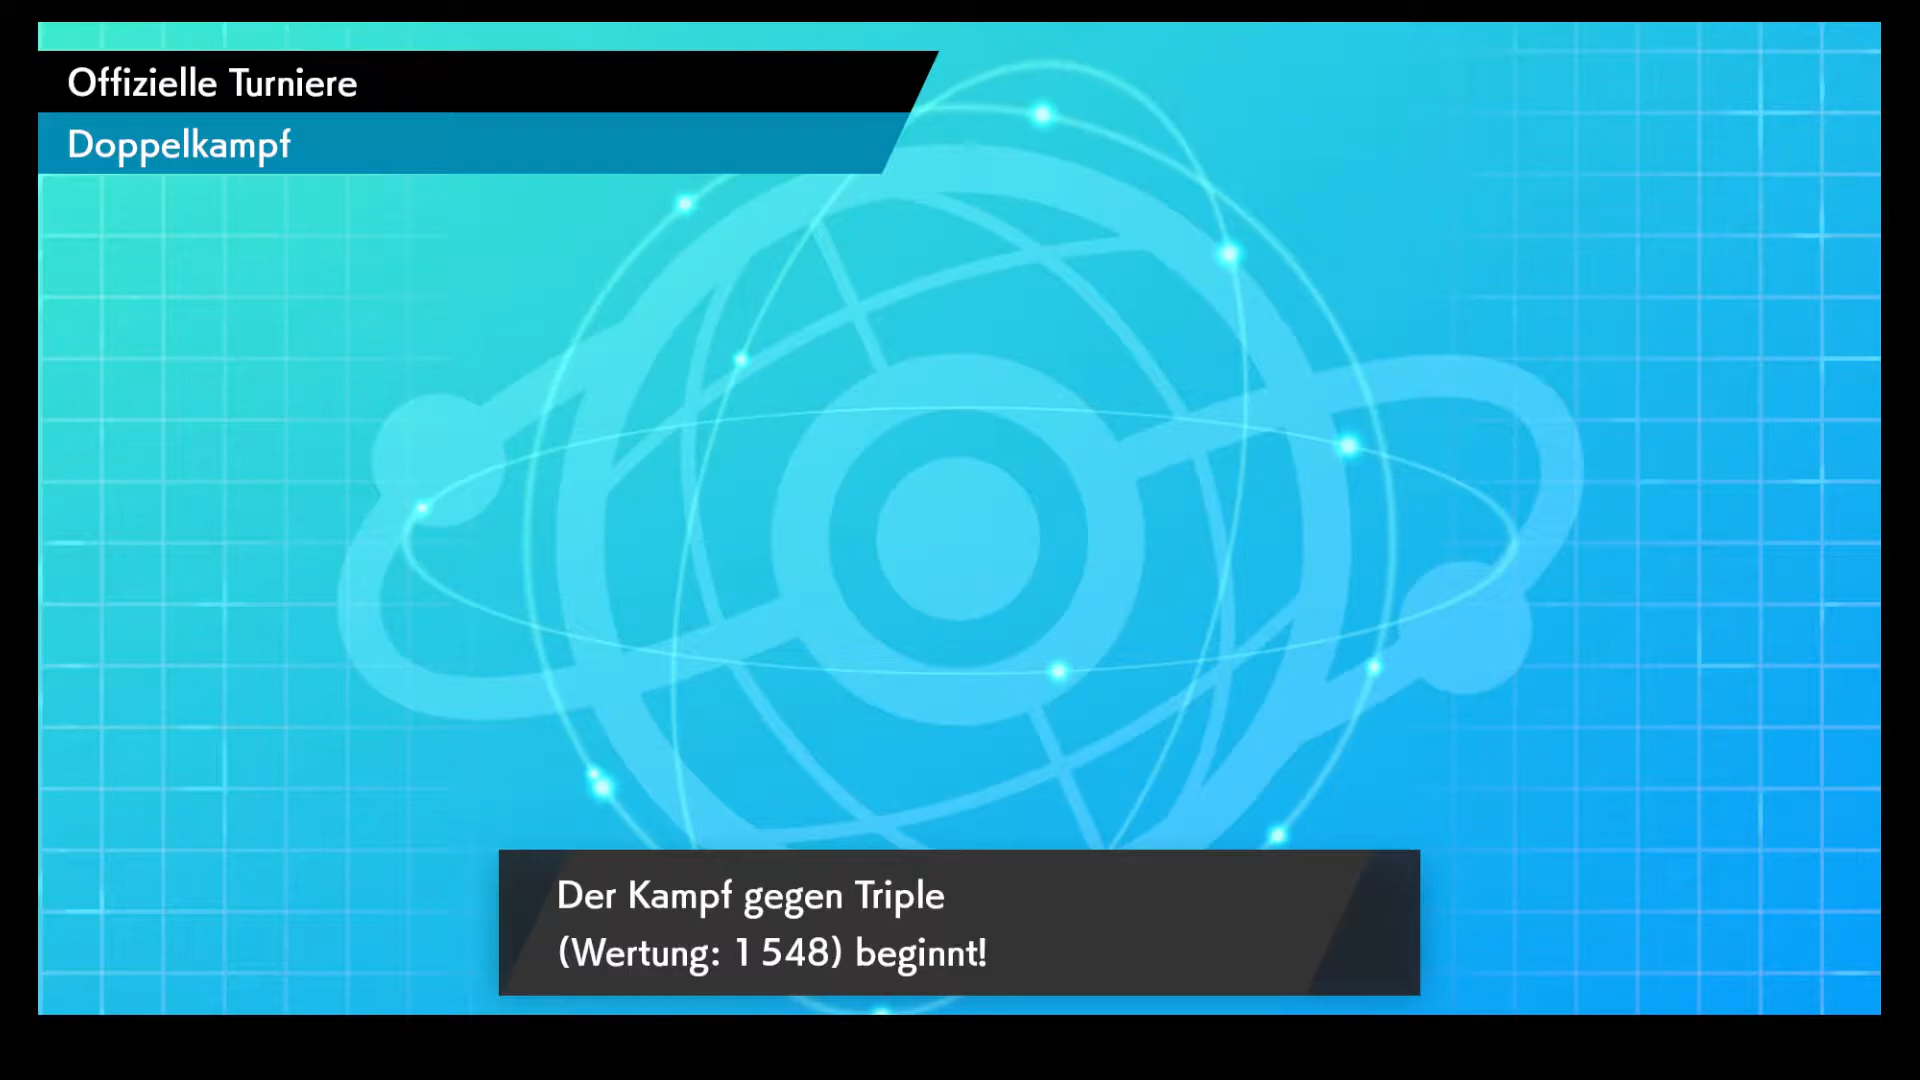 Offizielle Turniere
Doppelkampf
Der Kampf gegen Triple
(Wertung: 1 548) beginnt!